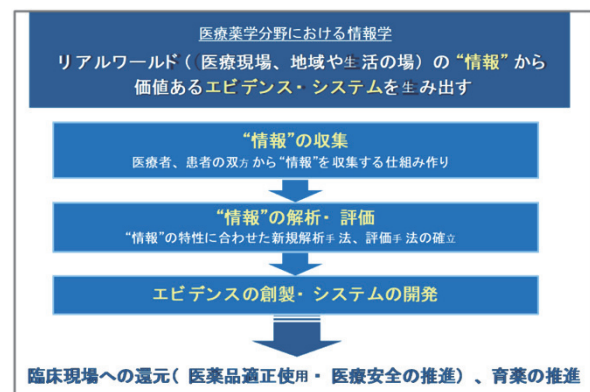 医療薬学分野における情報学
リアルワールド（医療現場、地域や生活の場）の “情報” から
価値あるエビデンス・システムを生み出す
“情報”の収集
医療者、患者の双方から“情報”を収集する仕組み作り
“情報”の解析・評価
“情報”の特性に合わせた新規解析手法、評価手法の確立
エビデンスの創製・システムの開発
臨床現場への還元（医薬品適正使用・医療安全の推進）、育薬の推進